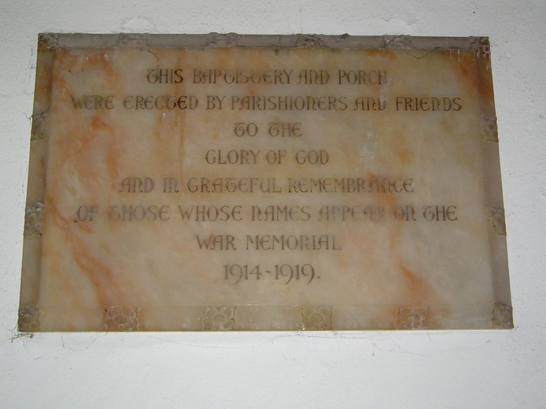 THIS BAPTISTERY AND PORCH
WERE ERECTED BY PARISHIONERS AND FRIENDS
TO THE
GLORY OF GOD
AND IN GRATEFUL REMEMBRANCE
OF THOSE WHOSE NAMES APPEAR ON THE
WAR MEMORIAL
1914-1919.